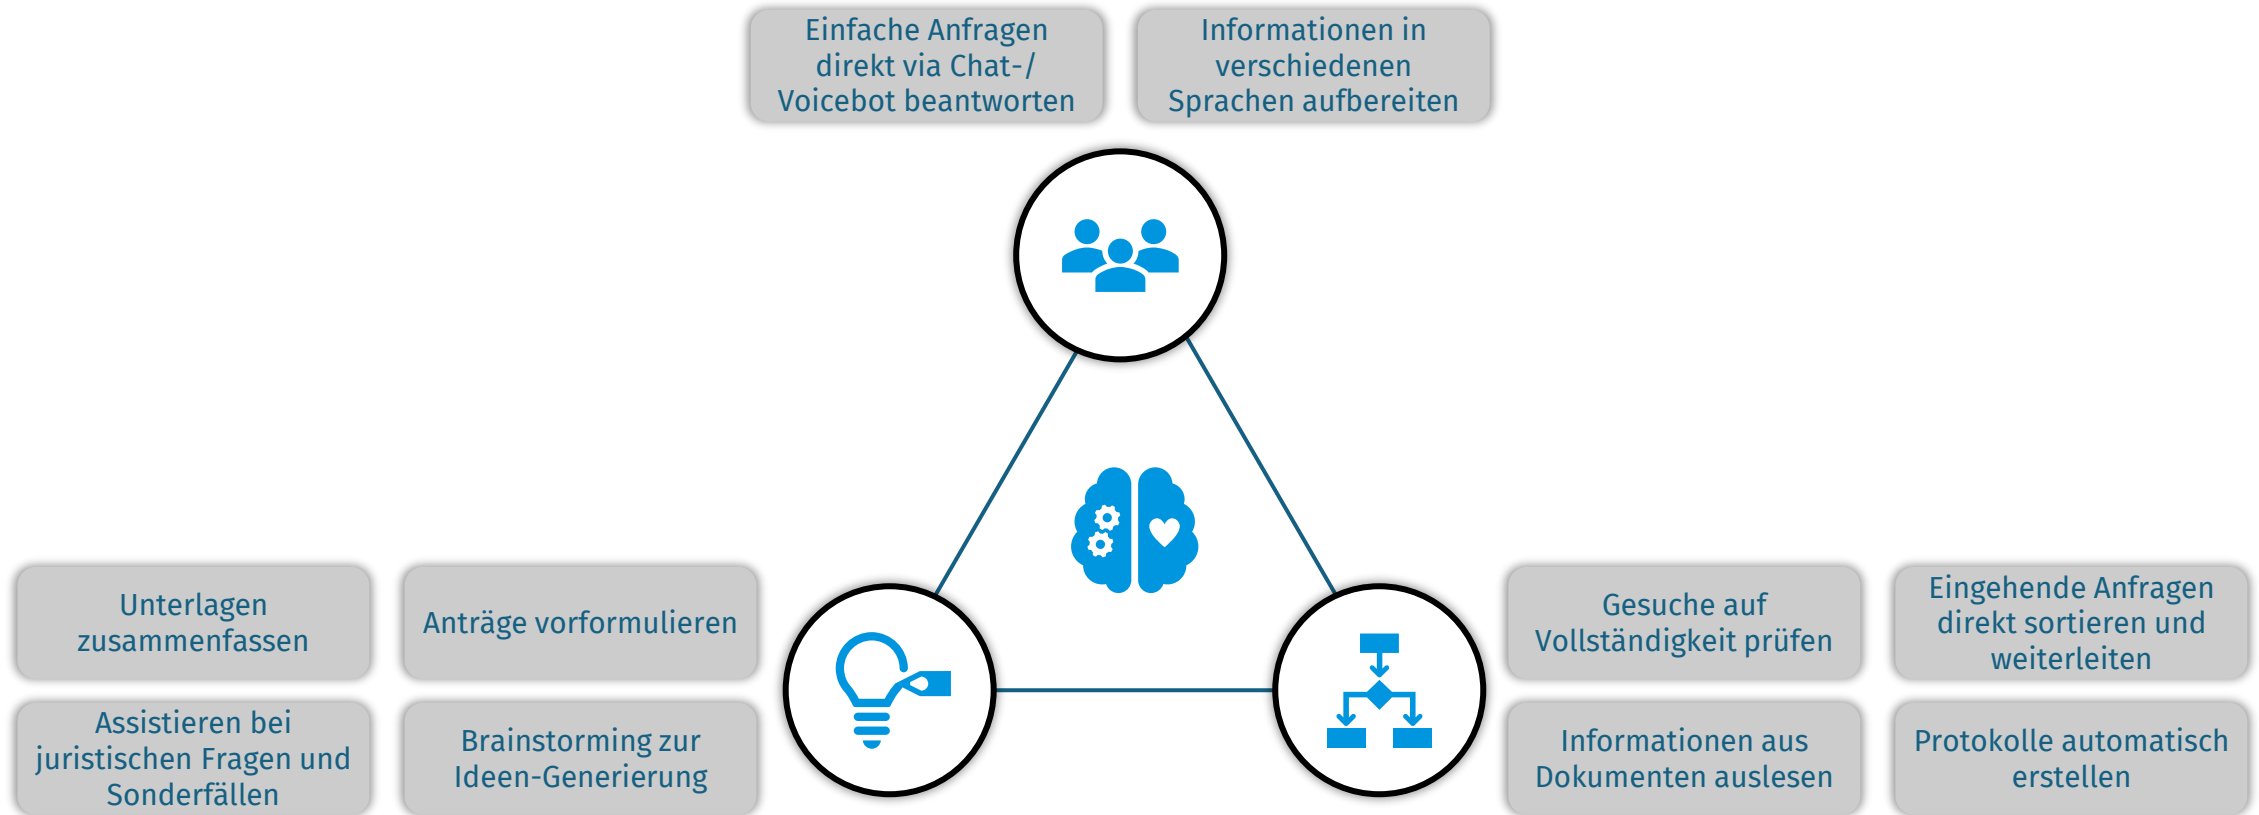 Einfache Anfragen
direkt via Chat-/
Voicebot beantworten
Informationen in
verschiedenen
Sprachen aufbereiten
Unterlagen
zusammenfassen
Anträge vorformulieren
Assistieren bei
juristischen Fragen und
Sonderfällen
Brainstorming zur
Ideen-Generierung
Gesuche auf
Vollständigkeit prüfen
Eingehende Anfragen
direkt sortieren und
weiterleiten
Informationen aus
Dokumenten auslesen
Protokolle automatisch
erstellen